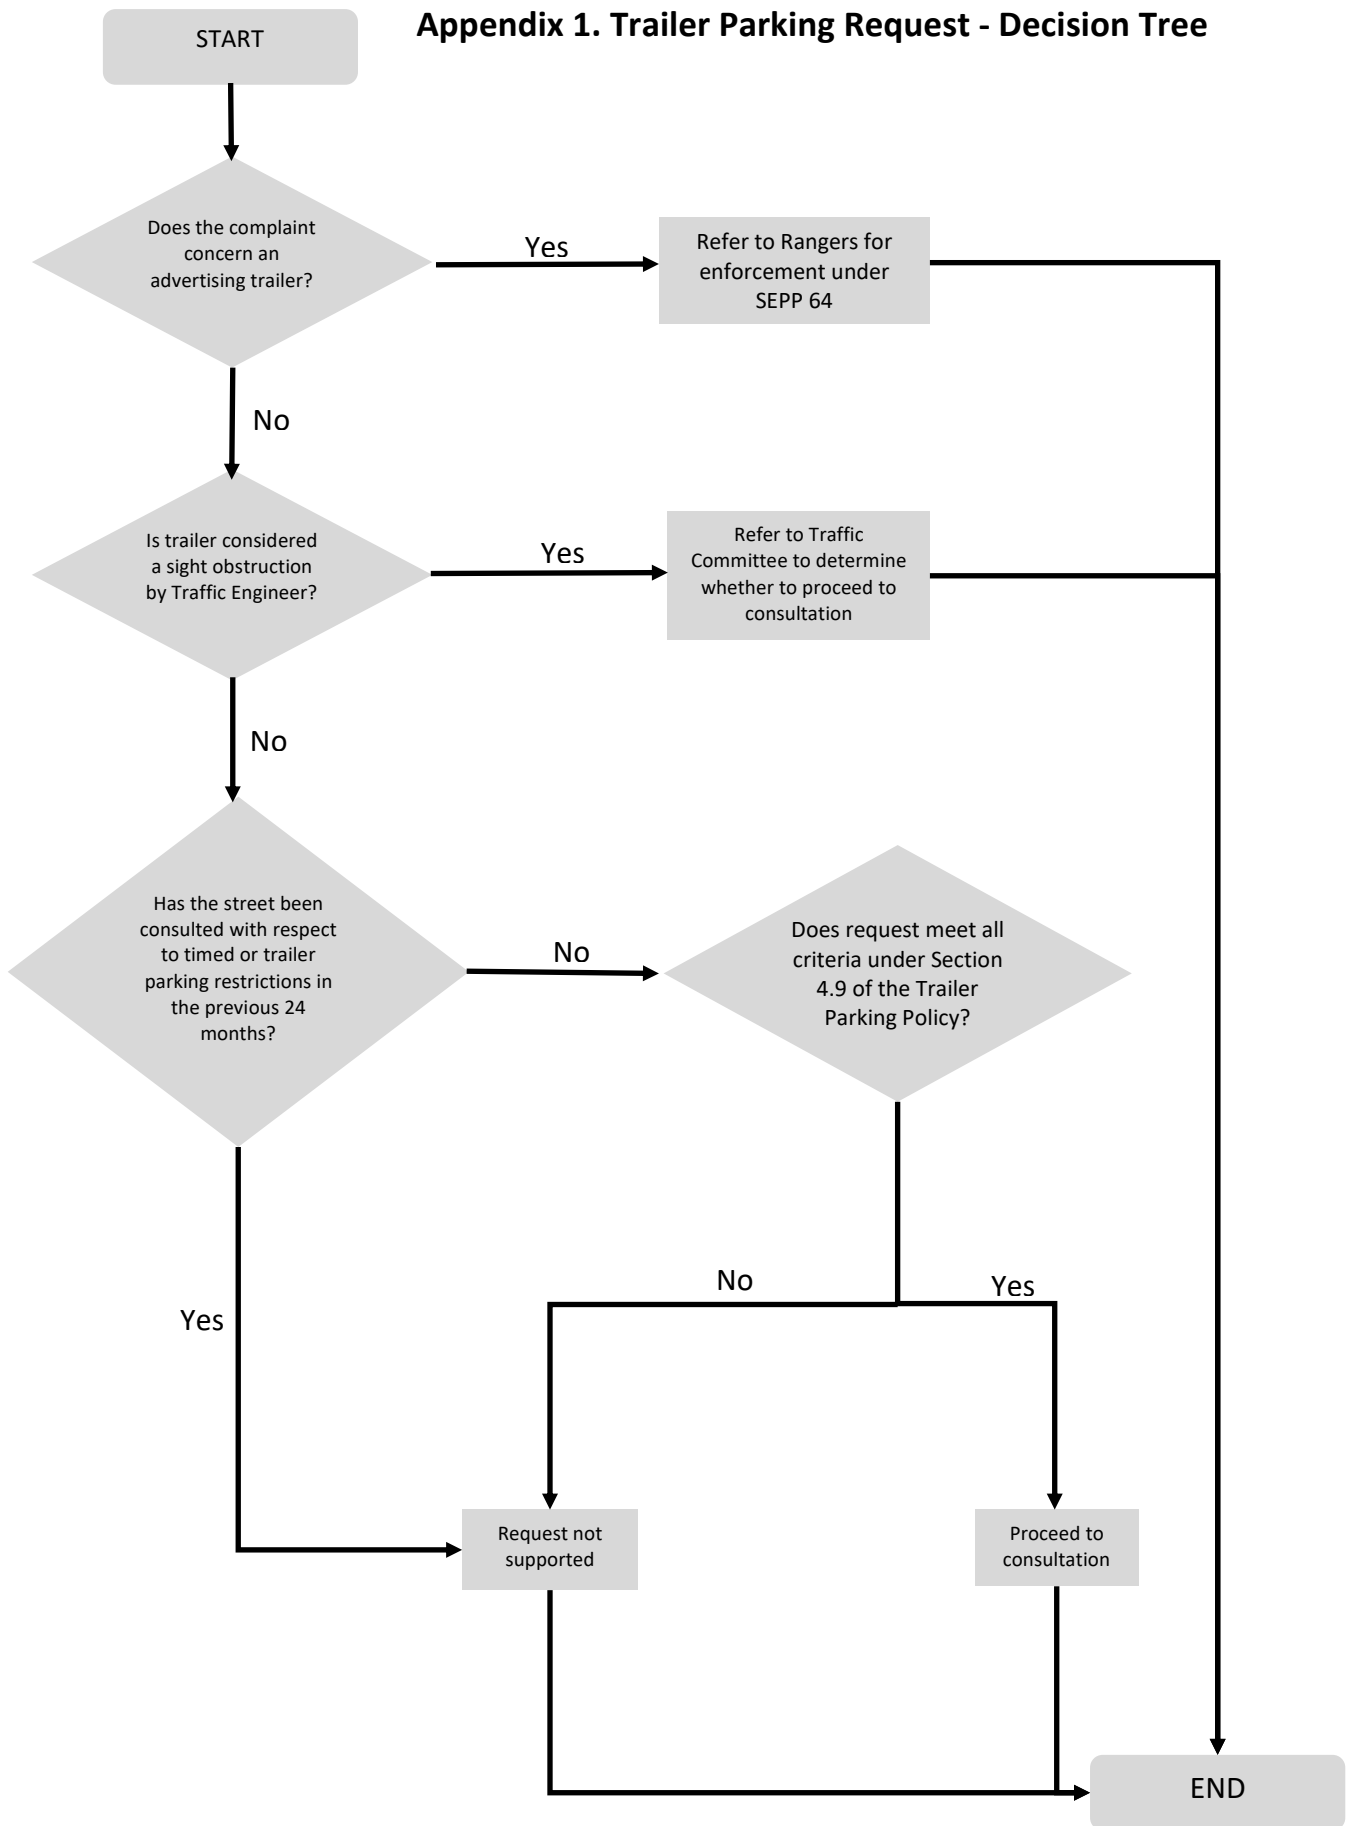 Appendix 1. Trailer Parking Request - Decision Tree
START
Does the complaint
concern an
advertising trailer?
Yes
Refer to Rangers for
enforcement under
SEPP 64
No
Is trailer considered
a sight obstruction
by Traffic Engineer?
Yes
Refer to Traffic
Committee to determine
whether to proceed to
consultation
No
Has the street been
consulted with respect
to timed or trailer
parking restrictions in
the previous 24
months?
No
Does request meet all
criteria under Section
4.9 of the Trailer
Parking Policy?
No
Yes
Yes
Request not
supported
Proceed to
consultation
END